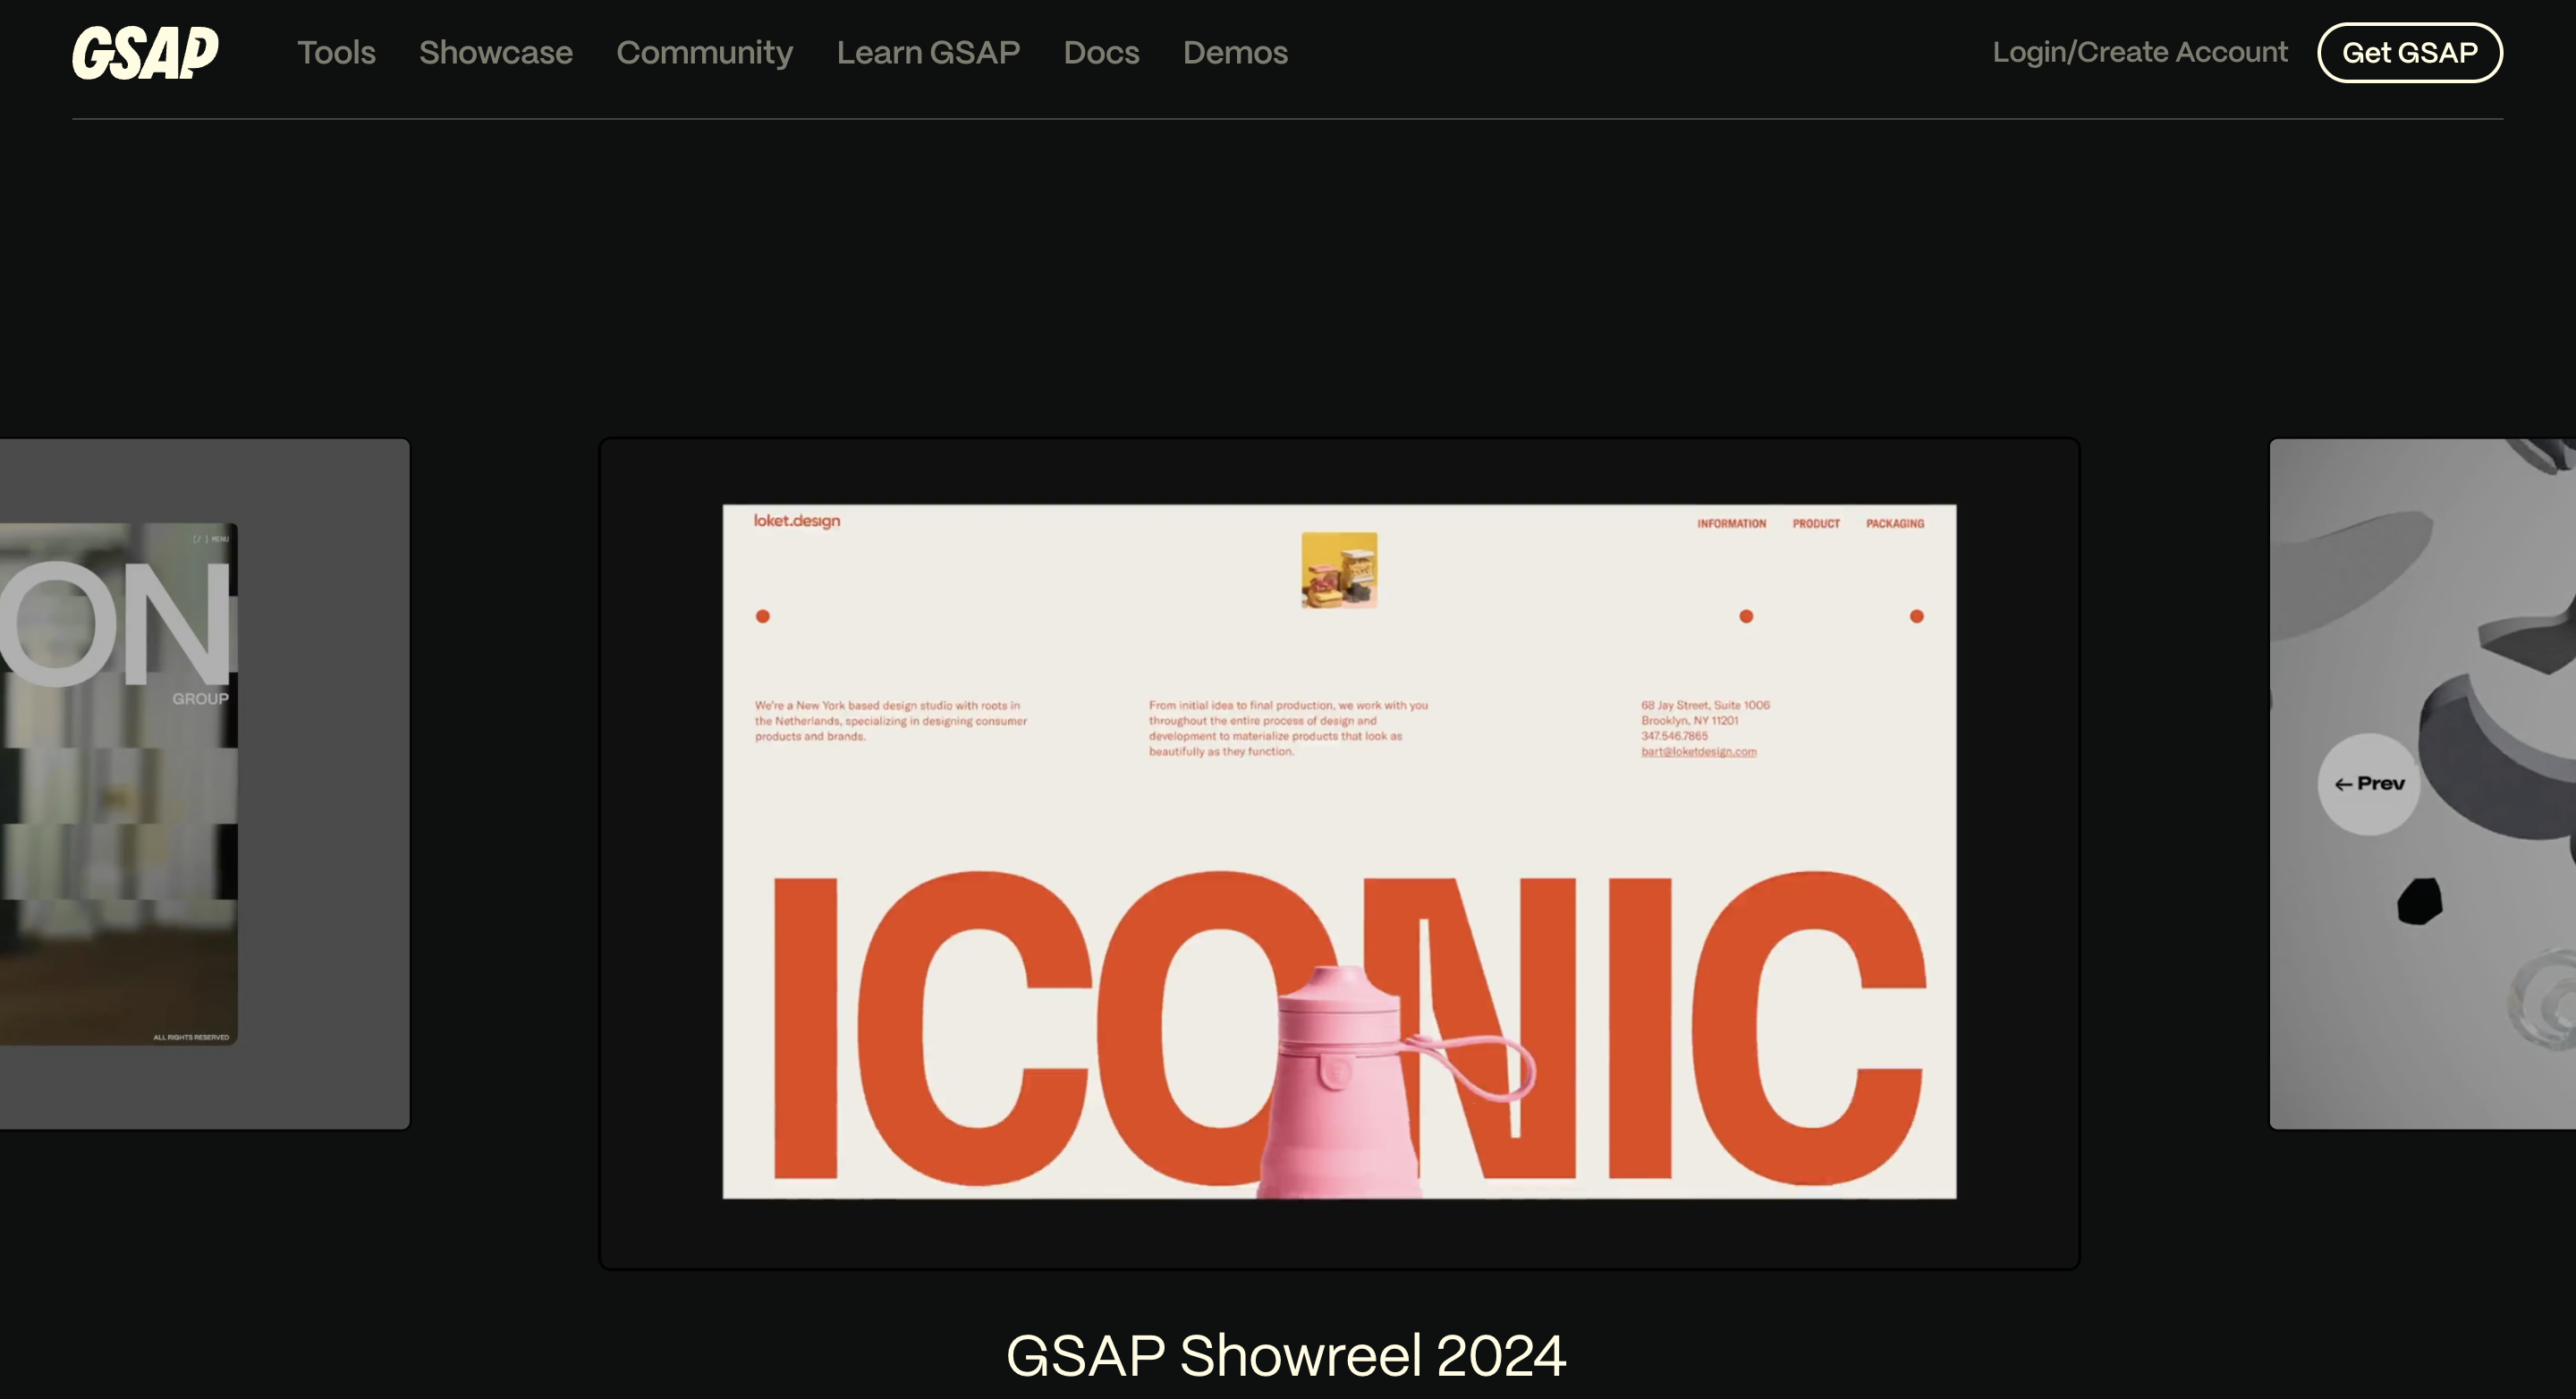 GSAP
Tools
Showcase
Community
Learn GSAP
Docs
Demos
Login/Create Account
Get GSAP
[/ ] MENU
ON
GROUP
ALL RIGHTS RESERVED
loket.design
INFORMATION
PRODUCT
PACKAGING
We're a New York based design studio with roots in
the Netherlands, specializing in designing consumer
products and brands.
From initial idea to final production, we work with you
throughout the entire process of design and
development to materialize products that look as
beautifully as they function.
68 Jay Street, Suite 1006
Brooklyn, NY 11201
347.546.7865
bart@loketdesign.com
ICONIC
← Prev
GSAP Showreel 2024